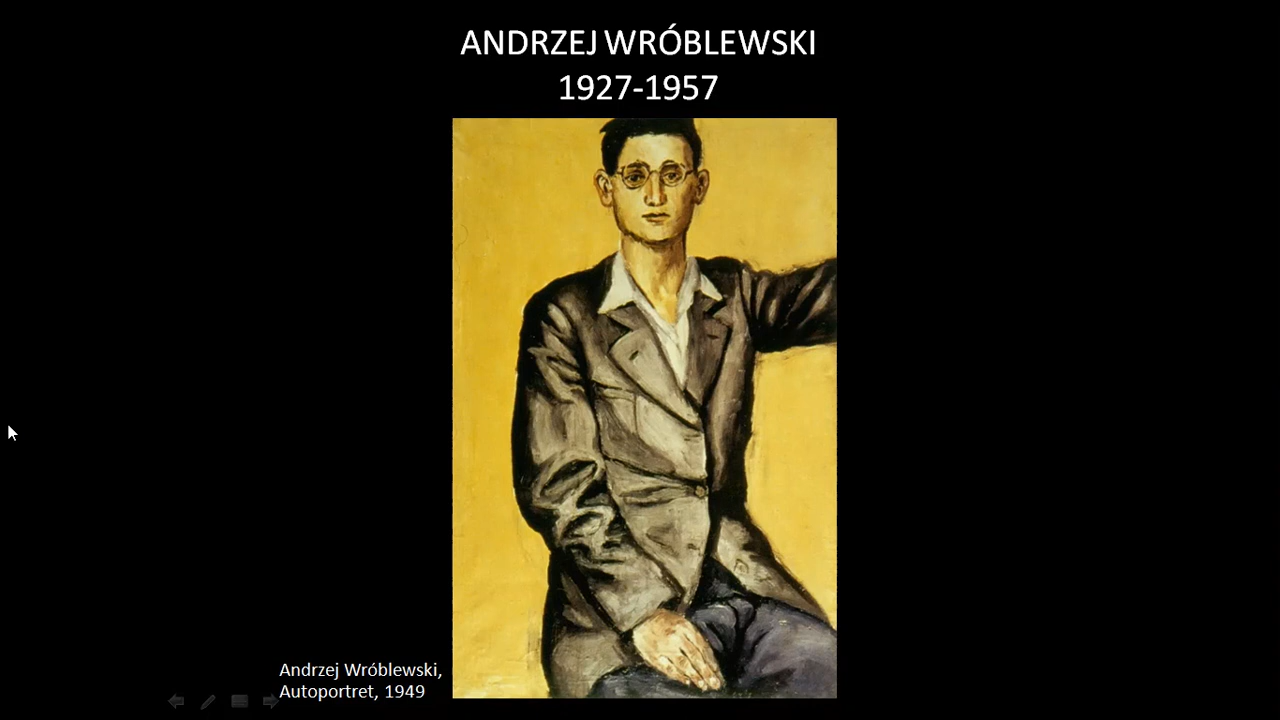 ANDRZEJ WRÓBLEWSKI
1927-1957
Andrzej Wróblewski,
Autoportret, 1949